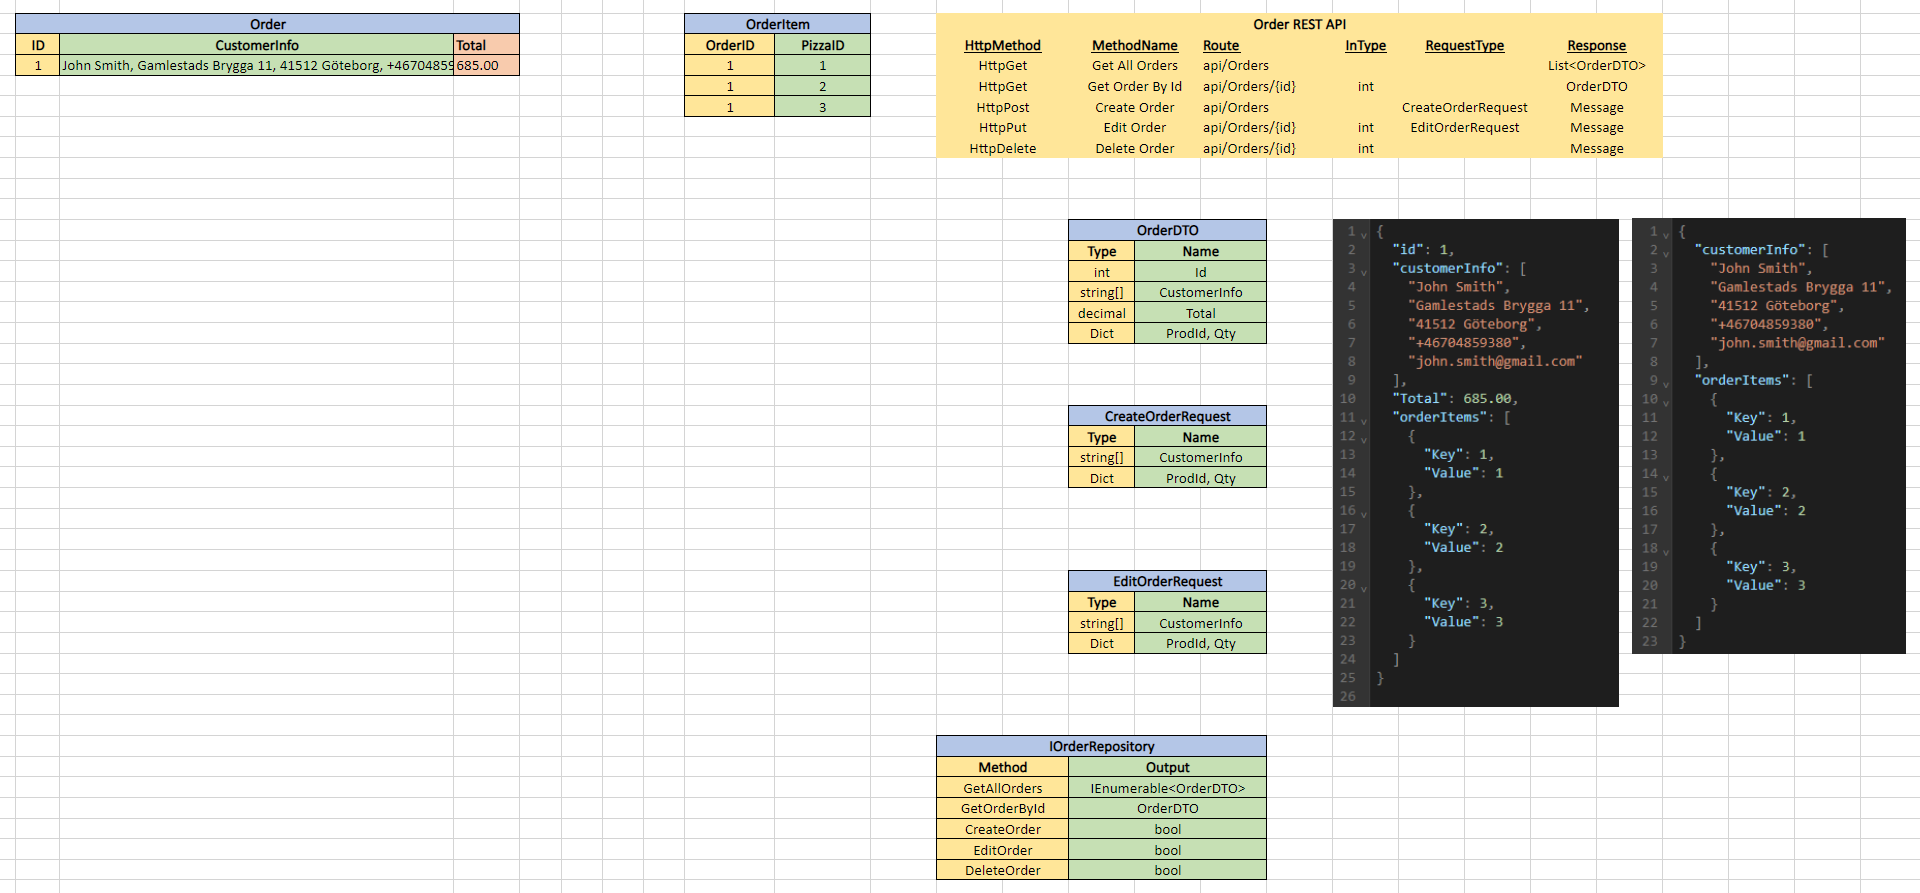 Order
ID CustomerInfo Total
1 John Smith, Gamlestads Brygga 11, 41512 Göteborg, +46704859 685.00
OrderItem
OrderID PizzaID
1 1
1 2
1 3
Order REST API
HttpMethod MethodName Route InType RequestType Response
HttpGet Get All Orders api/Orders List<OrderDTO>
HttpGet Get Order By Id api/Orders/{id} int OrderDTO
HttpPost Create Order api/Orders CreateOrderRequest Message
HttpPut Edit Order api/Orders/{id} int EditOrderRequest Message
HttpDelete Delete Order api/Orders/{id} int Message
OrderDTO
Type Name
int Id
string[] CustomerInfo
decimal Total
Dict ProdId, Qty
CreateOrderRequest
Type Name
string[] CustomerInfo
Dict ProdId, Qty
EditOrderRequest
Type Name
string[] CustomerInfo
Dict ProdId, Qty
1 {
2 "id": 1,
3 "customerInfo": [
4 "John Smith",
5 "Gamlestads Brygga 11",
6 "41512 Göteborg",
7 "+46704859380",
8 "john.smith@gmail.com"
9 ],
10 "Total": 685.00,
11 "orderItems": [
12 {
13 "Key": 1,
14 "Value": 1
15 },
16 {
17 "Key": 2,
18 "Value": 2
19 },
20 {
21 "Key": 3,
22 "Value": 3
23 }
24 ]
25 }
26
1 {
2 "customerInfo": [
3 "John Smith",
4 "Gamlestads Brygga 11",
5 "41512 Göteborg",
6 "+46704859380",
7 "john.smith@gmail.com"
8 ],
9 "orderItems": [
10 {
11 "Key": 1,
12 "Value": 1
13 },
14 {
15 "Key": 2,
16 "Value": 2
17 },
18 {
19 "Key": 3,
20 "Value": 3
21 }
22 ]
23 }
IOrderRepository
Method Output
GetAllOrders IEnumerable<OrderDTO>
GetOrderById OrderDTO
CreateOrder bool
EditOrder bool
DeleteOrder bool